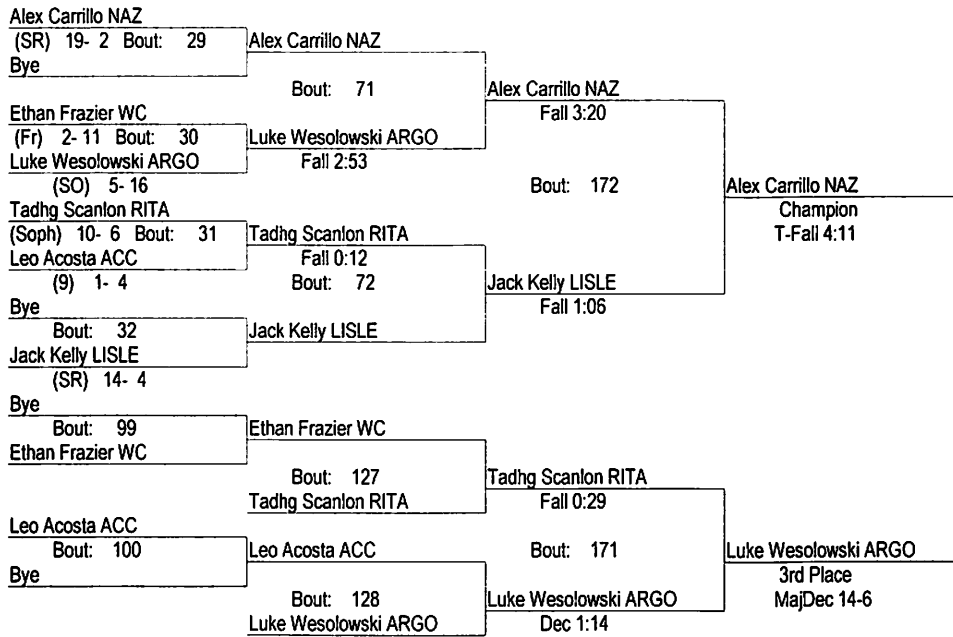 Alex Carrillo NAZ
(SR) 19- 2 Bout: 29
Alex Carrillo NAZ
Bye
Bout: 71
Alex Carrillo NAZ
Ethan Frazier WC
Fall 3:20
(Fr) 2- 11 Bout: 30
Luke Wesolowski ARGO
Luke Wesolowski ARGO
Fall 2:53
(SO) 5- 16
Bout: 172
Alex Carrillo NAZ
Tadhg Scanlon RITA
Champion
(Soph) 10- 6 Bout: 31
Tadhg Scanlon RITA
T-Fall 4:11
Leo Acosta ACC
Fall 0:12
(9) 1- 4
Bout: 72
Jack Kelly LISLE
Bye
Fall 1:06
Bout: 32
Jack Kelly LISLE
Jack Kelly LISLE
(SR) 14- 4
Bye
Bout: 99
Ethan Frazier WC
Ethan Frazier WC
Bout: 127
Tadhg Scanlon RITA
Tadhg Scanlon RITA
Fall 0:29
Leo Acosta ACC
Bout: 100
Leo Acosta ACC
Bout: 171
Luke Wesolowski ARGO
Bye
3rd Place
Bout: 128
Luke Wesolowski ARGO
MajDec 14-6
Luke Wesolowski ARGO
Dec 1:14